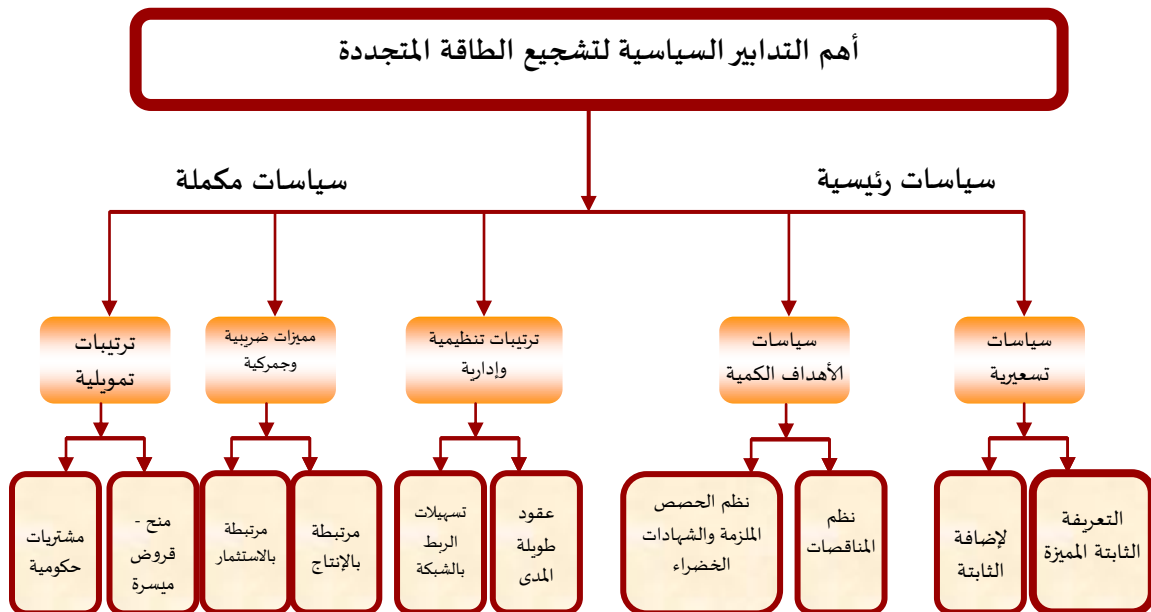 أهم التدابير السياسية لتشجيع الطاقة المتجددة
سياسات رئيسية
سياسات مكملة
سياسات
تسعيرية
سياسات
الأهداف الكمية
ترتيبات تنظيمية
وإدارية
مميزات ضريبية
وجمركية
ترتيبات
تمويلية
التعريفة
الثابتة المميزة
لإضافة
الثابتة
نظم
المناقصات
نظم الحصص
الملزمة والشهادات
الخضراء
عقود
طويلة
المدى
تسهيلات
الربط
بالشبكة
مرتبطة
بالإنتاج
مرتبطة
بالاستثمار
منح -
قروض
ميسرة
مشتريات
حكومية